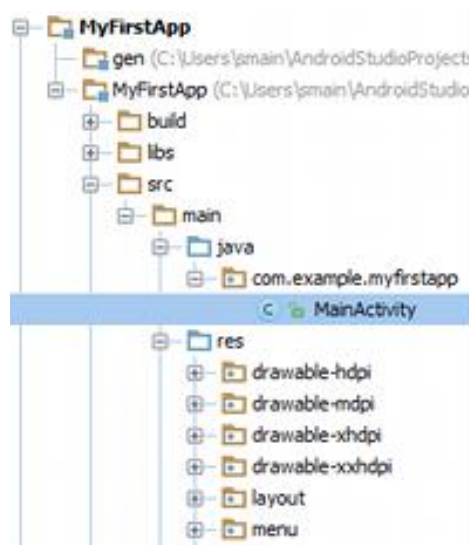 MyFirstApp
gen (C:\Users\smain\AndroidStudioProjects
MyFirstApp (C:\Users\smain\AndroidStudio
build
libs
src
main
java
com.example.myfirstapp
C MainActivity
res
drawable-hdpi
drawable-mdpi
drawable-xhdpi
drawable-xxhdpi
layout
menu